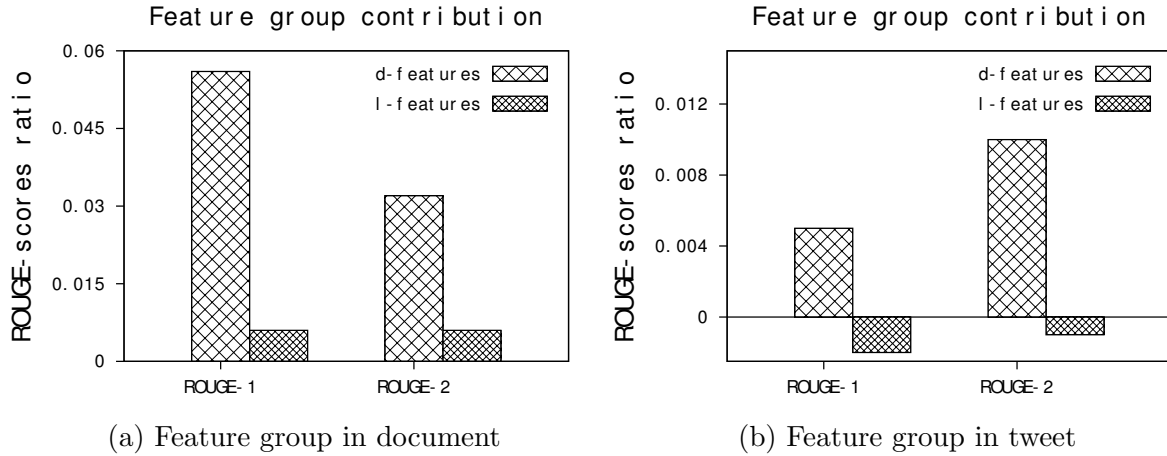 Feature group contribution
ROUGE-scores ratio
0.06
0.045
0.03
0.015
0
d-features
l-features
ROUGE-1
ROUGE-2
(a) Feature group in document
Feature group contribution
ROUGE-scores ratio
0.012
0.008
0.004
0
d-features
l-features
ROUGE-1
ROUGE-2
(b) Feature group in tweet